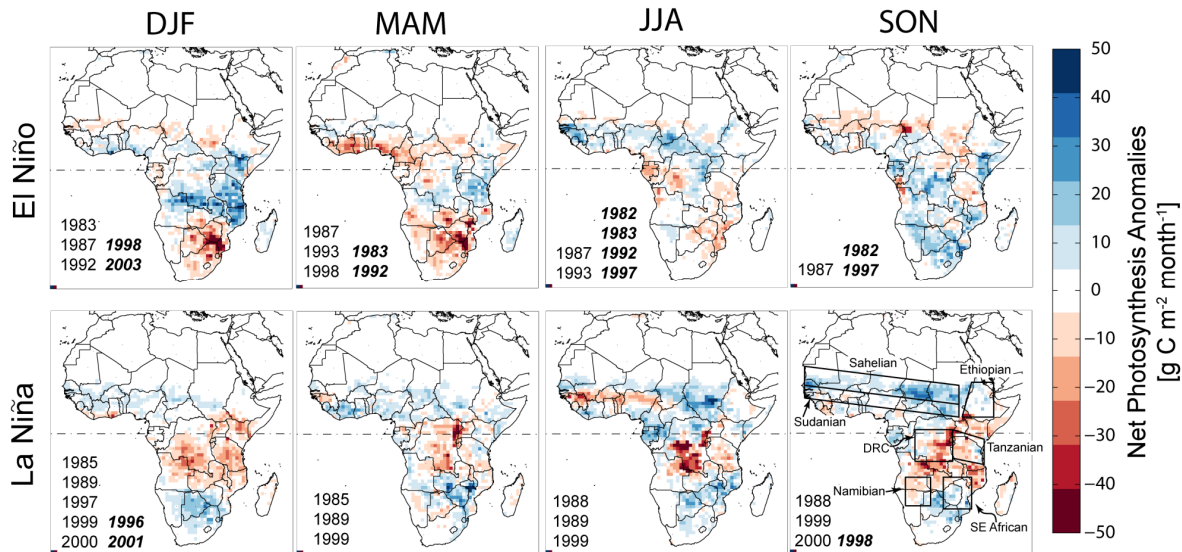 DJF
MAM
JJA
SON
El Niño
1983
1987 1998
1992 2003
1987
1993 1983
1998 1992
1982
1983
1987 1992
1993 1997
1982
1987 1997
La Niña
1985
1989
1997
1999 1996
2000 2001
1985
1989
1999
1988
1989
1999
Sahelian
Ethiopian
Sudanian
DRC
Tanzanian
Namibian
SE African
1988
1999
2000 1998
50
40
30
20
10
0
−10
−20
−30
−40
−50
Net Photosynthesis Anomalies
[g C m⁻² month⁻¹]